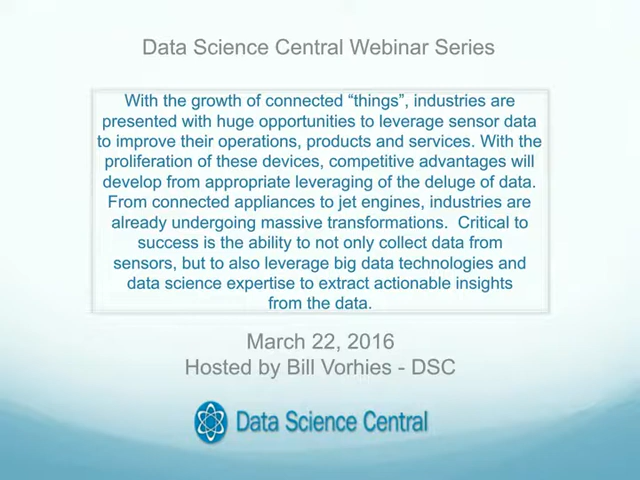 Data Science Central Webinar Series
With the growth of connected “things”, industries are
presented with huge opportunities to leverage sensor data
to improve their operations, products and services. With the
proliferation of these devices, competitive advantages will
develop from appropriate leveraging of the deluge of data.
From connected appliances to jet engines, industries are
already undergoing massive transformations.  Critical to
success is the ability to not only collect data from
sensors, but to also leverage big data technologies and
data science expertise to extract actionable insights
from the data.
March 22, 2016
Hosted by Bill Vorhies - DSC
Data Science Central